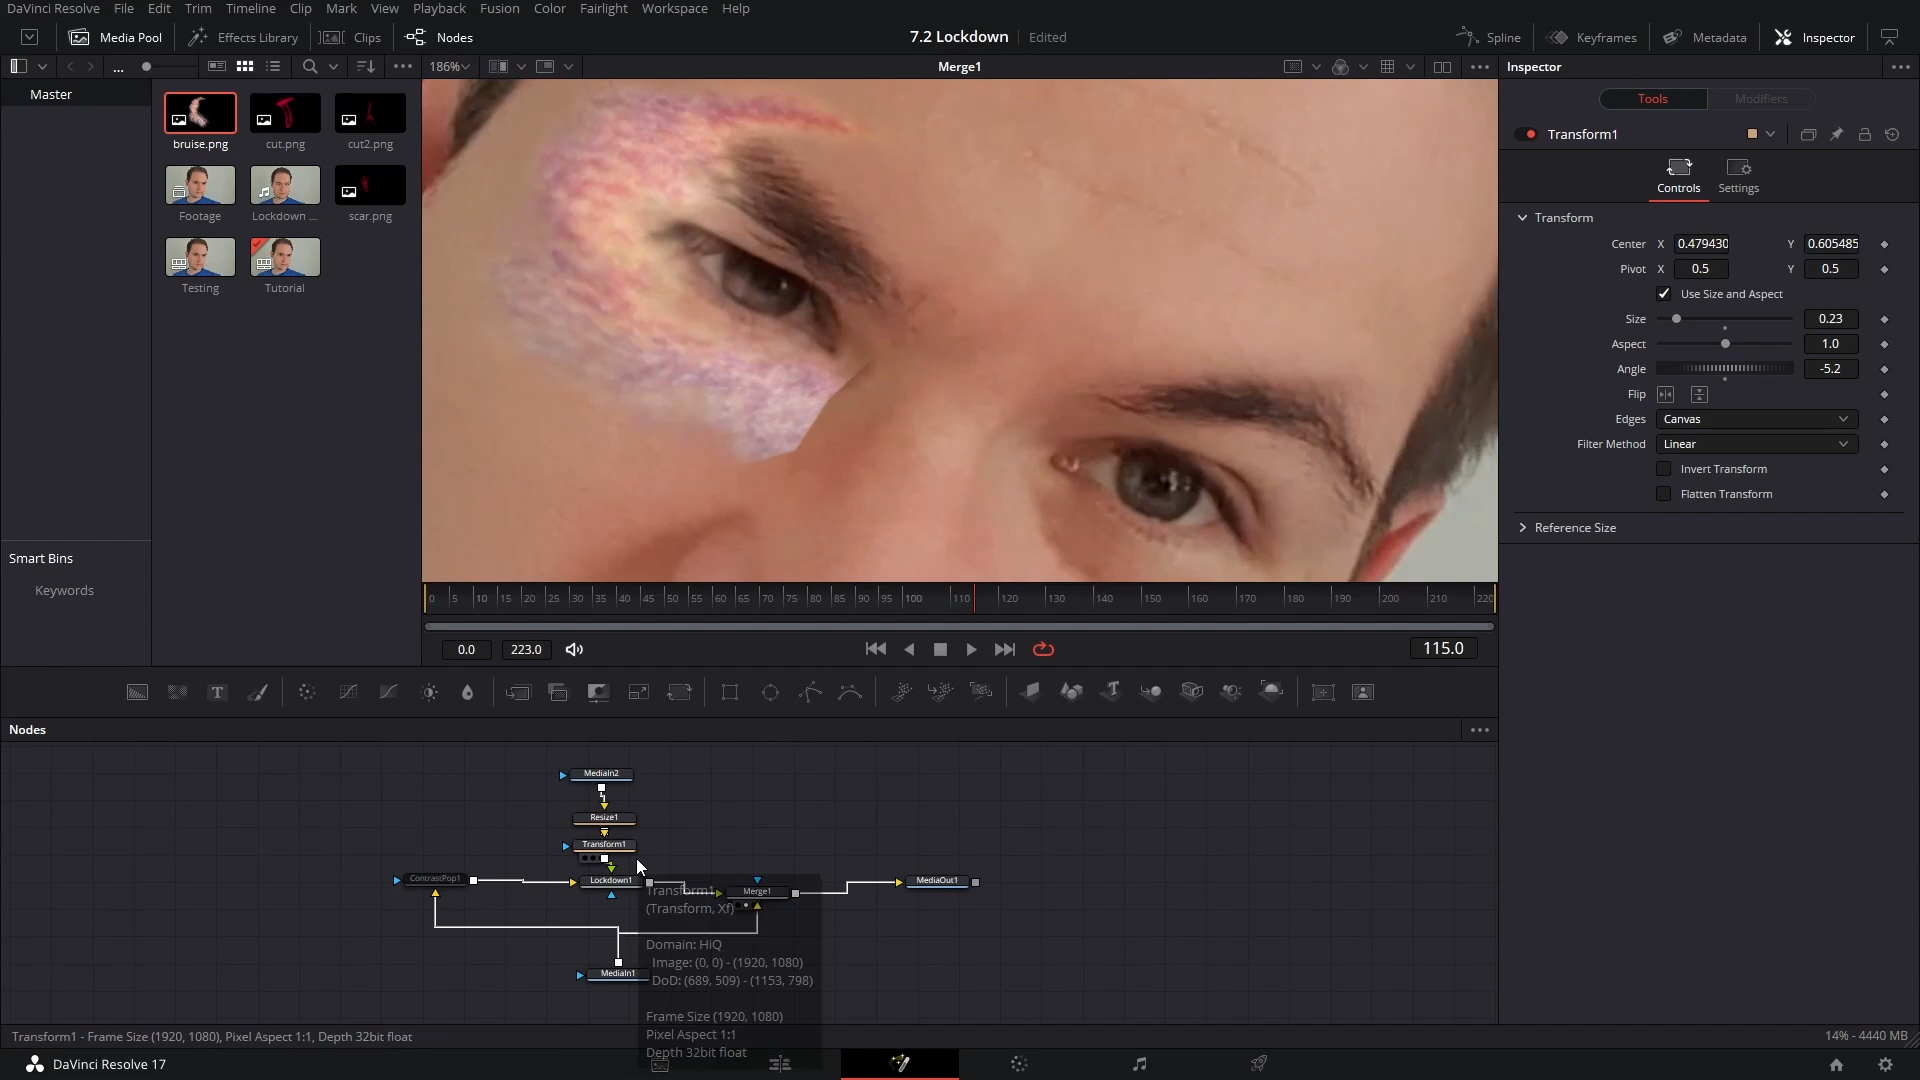 DaVinci Resolve File Edit Trim Timeline Clip Mark View Playback Fusion Color Fairlight Workspace Help
Media Pool Effects Library Clips Nodes 7.2 Lockdown Edited Spline Keyframes Metadata Inspector
... 186% Merge1 Inspector
Master
bruise.png cut.png cut2.png
Footage Lockdown ... scar.png
Testing Tutorial
Smart Bins
Keywords
Tools Modifiers
Transform1
Controls Settings
Transform
Center X 0.479430 Y 0.605485
Pivot X 0.5 Y 0.5
Use Size and Aspect
Size 0.23
Aspect 1.0
Angle -5.2
Flip
Edges Canvas
Filter Method Linear
Invert Transform
Flatten Transform
Reference Size
0 5 10 15 20 25 30 35 40 45 50 55 60 65 70 75 80 85 90 95 100 110 120 130 140 150 160 170 180 190 200 210 220
0.0 223.0 115.0
Nodes
MediaIn2
Resize1
Transform1
ContrastPop1 Lockdown1 Merge1 MediaOut1
MediaIn1
Transform1
(Transform, Xf)
Domain: HiQ
Image: (0, 0) - (1920, 1080)
DoD: (689, 509) - (1153, 798)
Frame Size (1920, 1080)
Pixel Aspect 1:1
Depth 32bit float
Transform1 - Frame Size (1920, 1080), Pixel Aspect 1:1, Depth 32bit float 14% - 4440 MB
DaVinci Resolve 17